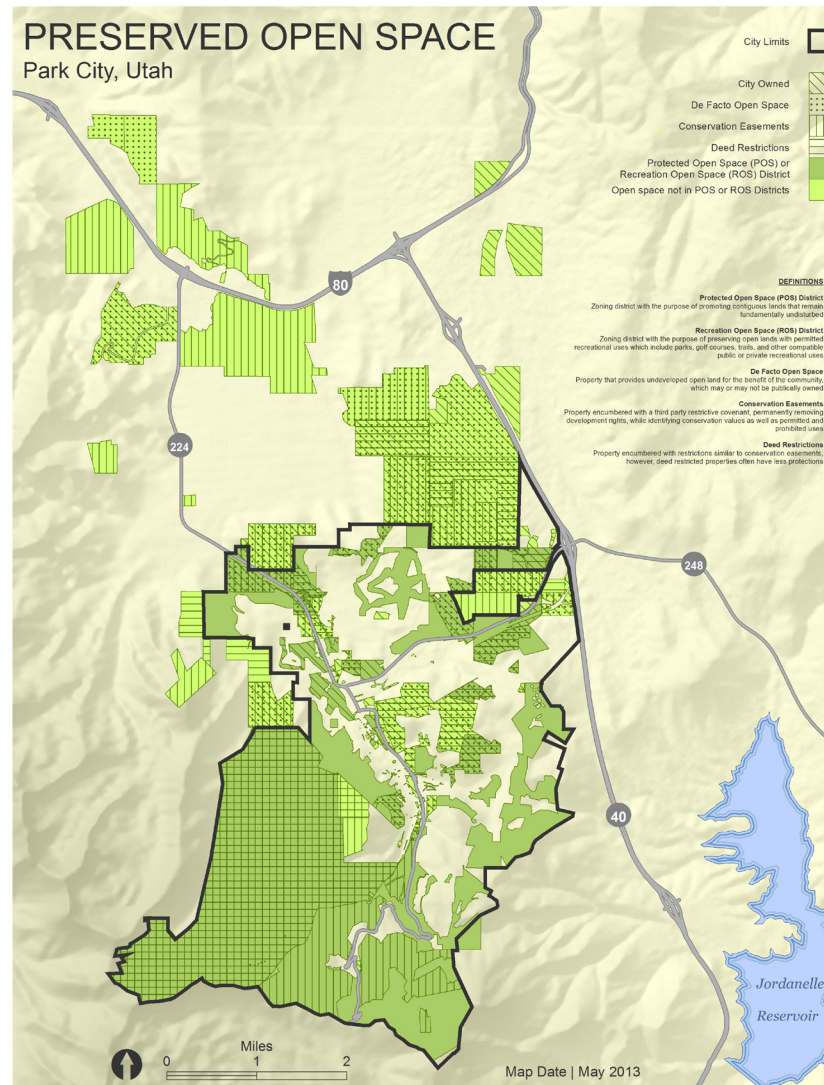 PRESERVED OPEN SPACE
Park City, Utah
City Limits
City Owned
De Facto Open Space
Conservation Easements
Deed Restrictions
Protected Open Space (POS) or
Recreation Open Space (ROS) District
Open space not in POS or ROS Districts
DEFINITIONS
Protected Open Space (POS) District
Zoning district with the purpose of promoting contiguous lands that remain
fundamentally undisturbed
Recreation Open Space (ROS) District
Zoning district with the purpose of preserving open lands with permitted
recreational uses which include parks, golf courses, trails, and other compatible
public or private recreational uses
De Facto Open Space
Property that provides undeveloped open land for the benefit of the community,
which may or may not be publically owned
Conservation Easements
Property encumbered with a third party restrictive covenant, permanently removing
development rights, while identifying conservation values as well as permitted and
prohibited uses
Deed Restrictions
Property encumbered with restrictions similar to conservation easements,
however, deed restricted properties often have less protections
80
224
248
40
Jordanelle
Reservoir
Miles
0 1 2
Map Date | May 2013